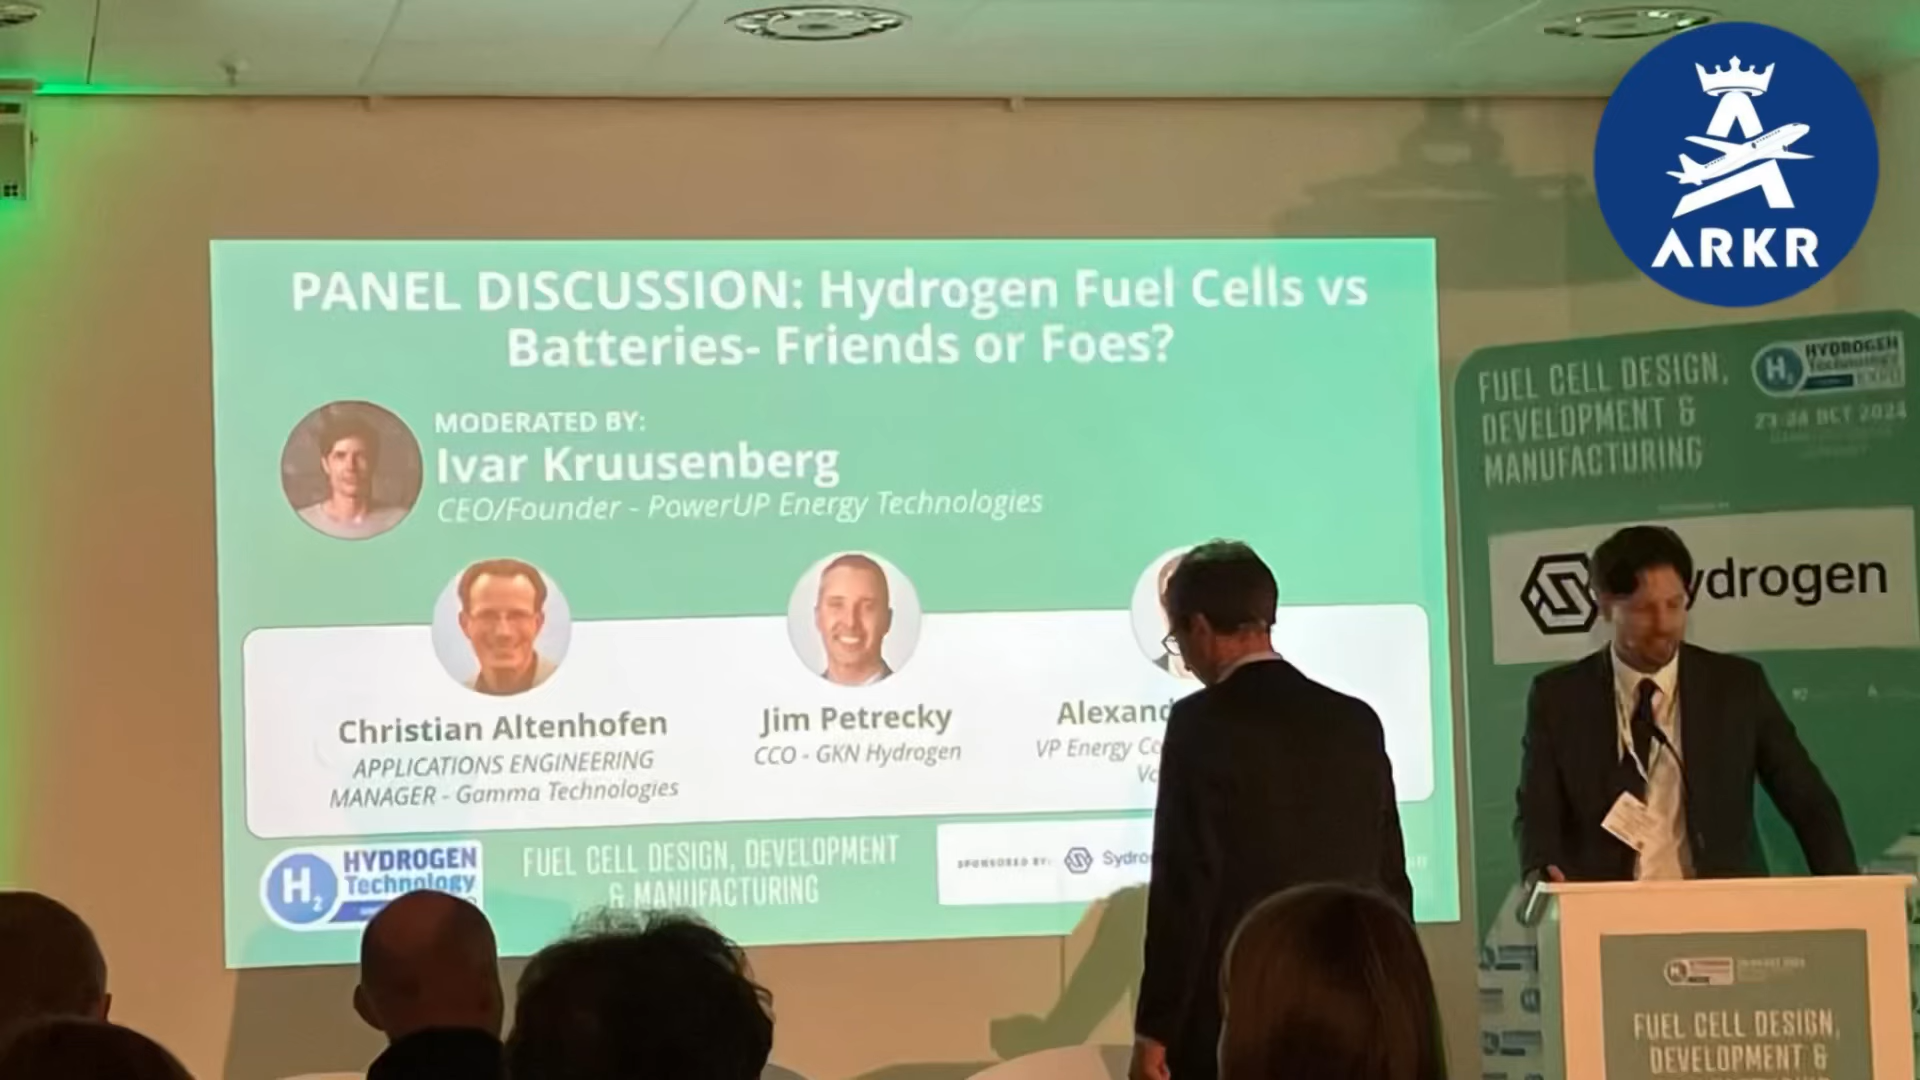 ARKR
PANEL DISCUSSION: Hydrogen Fuel Cells vs
Batteries- Friends or Foes?
MODERATED BY:
Ivar Kruusenberg
CEO/Founder - PowerUP Energy Technologies
Christian Altenhofen
APPLICATIONS ENGINEERING
MANAGER - Gamma Technologies
Jim Petrecky
CCO - GKN Hydrogen
Alexand
VP Energy Co
Vo
H2 HYDROGEN
Technology
FUEL CELL DESIGN, DEVELOPMENT
& MANUFACTURING
SPONSORED BY: Sydro
FUEL CELL DESIGN,
DEVELOPMENT &
MANUFACTURING
H2 HYDROGEN
Technology
EXPO
23-24 OCT 2024
ydrogen
FUEL CELL DESIGN,
DEVELOPMENT &